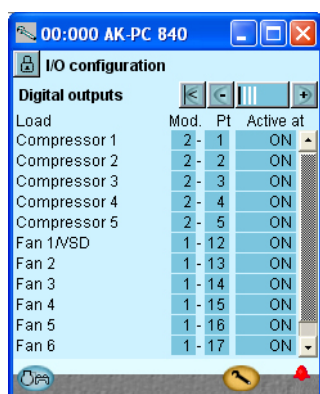 00:000 AK-PC 840
I/O configuration
Digital outputs
Load Mod. Pt Active at
Compressor 1 2 - 1 ON
Compressor 2 2 - 2 ON
Compressor 3 2 - 3 ON
Compressor 4 2 - 4 ON
Compressor 5 2 - 5 ON
Fan 1/VSD 1 - 12 ON
Fan 2 1 - 13 ON
Fan 3 1 - 14 ON
Fan 4 1 - 15 ON
Fan 5 1 - 16 ON
Fan 6 1 - 17 ON